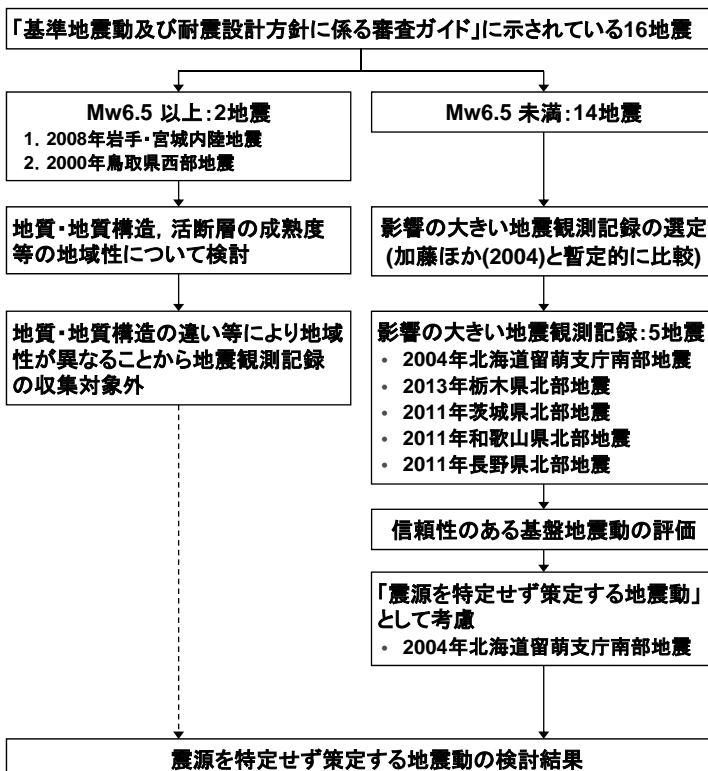 「基準地震動及び耐震設計方針に係る審査ガイド」に示されている16地震
Mw6.5 以上：2地震
1. 2008年岩手・宮城内陸地震
2. 2000年鳥取県西部地震
地質・地質構造，活断層の成熟度
等の地域性について検討
地質・地質構造の違い等により地域
性が異なることから地震観測記録
の収集対象外
Mw6.5 未満：14地震
影響の大きい地震観測記録の選定
(加藤ほか(2004)と暫定的に比較)
影響の大きい地震観測記録：5地震
• 2004年北海道留萌支庁南部地震
• 2013年栃木県北部地震
• 2011年茨城県北部地震
• 2011年和歌山県北部地震
• 2011年長野県北部地震
信頼性のある基盤地震動の評価
「震源を特定せず策定する地震動」
として考慮
• 2004年北海道留萌支庁南部地震
震源を特定せず策定する地震動の検討結果